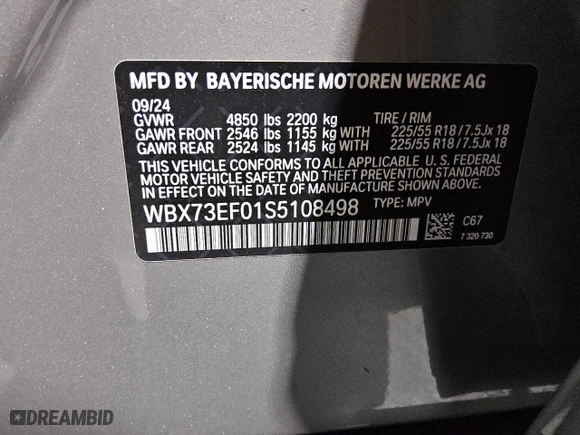 MFD BY BAYERISCHE MOTOREN WERKE AG
09/24
GVWR 4850 lbs 2200 kg TIRE / RIM
GAWR FRONT 2546 lbs 1155 kg WITH 225/55 R18 / 7.5Jx 18
GAWR REAR 2524 lbs 1145 kg WITH 225/55 R18 / 7.5Jx 18
THIS VEHICLE CONFORMS TO ALL APPLICABLE U. S. FEDERAL
MOTOR VEHICLE SAFETY AND THEFT PREVENTION STANDARDS
IN EFFECT ON THE DATE OF MANUFACTURE SHOWN ABOVE.
WBX73EF01S5108498 TYPE: MPV
C67
7 320 730
DREAMBID